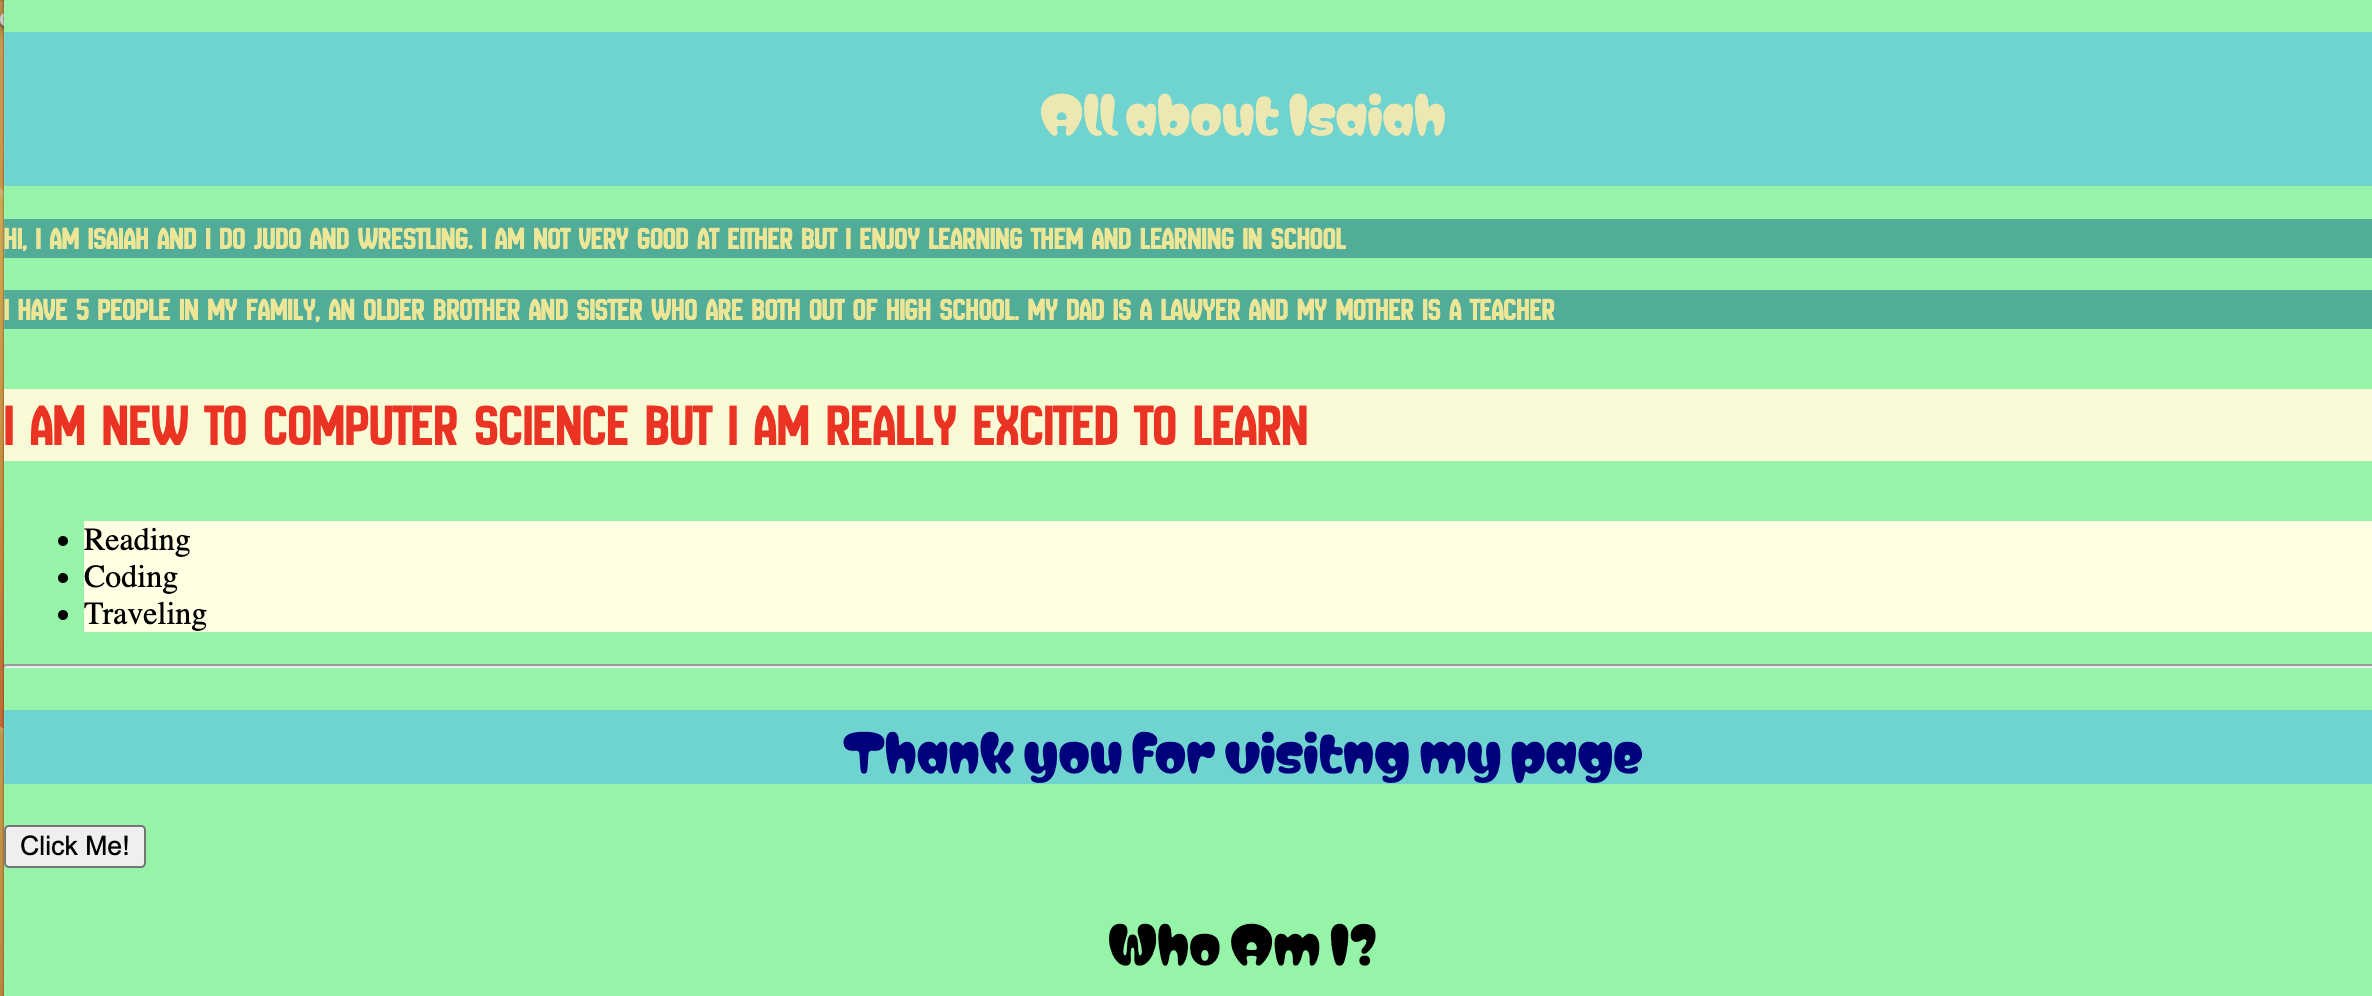 All about Isaiah
HI, I AM ISAIAH AND I DO JUDO AND WRESTLING. I AM NOT VERY GOOD AT EITHER BUT I ENJOY LEARNING THEM AND LEARNING IN SCHOOL
I HAVE 5 PEOPLE IN MY FAMILY, AN OLDER BROTHER AND SISTER WHO ARE BOTH OUT OF HIGH SCHOOL. MY DAD IS A LAWYER AND MY MOTHER IS A TEACHER
I AM NEW TO COMPUTER SCIENCE BUT I AM REALLY EXCITED TO LEARN
• Reading
• Coding
• Traveling
Thank you for visitng my page
Click Me!
Who Am I?